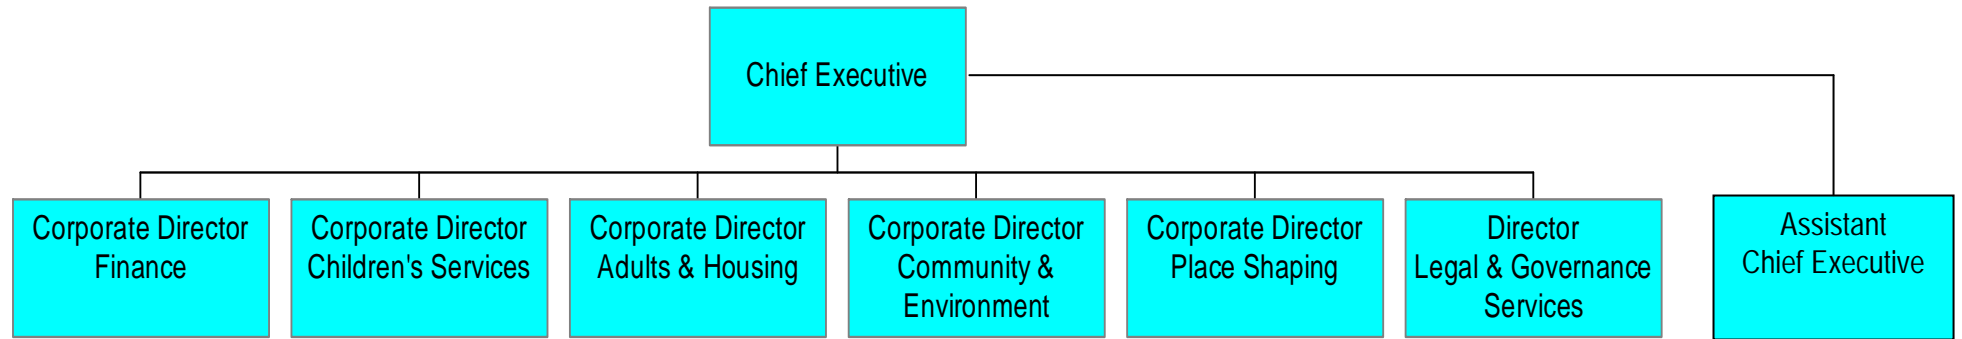 Chief Executive
Corporate Director
Finance
Corporate Director
Children's Services
Corporate Director
Adults & Housing
Corporate Director
Community &
Environment
Corporate Director
Place Shaping
Director
Legal & Governance
Services
Assistant
Chief Executive